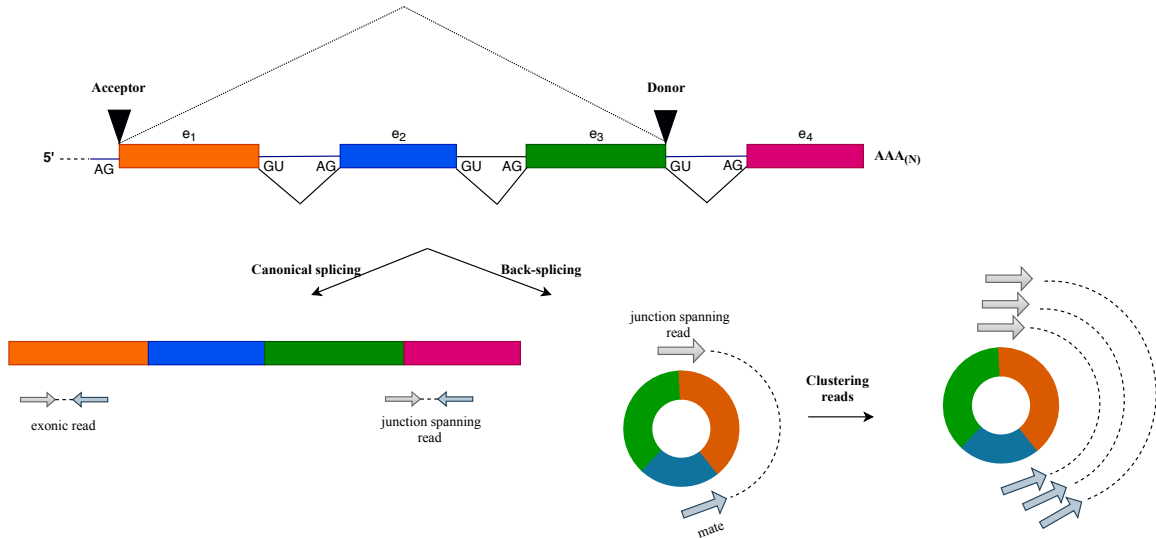 Acceptor
Donor
e1
e2
e3
e4
5'
AG
GU
AG
GU
AG
GU
AG
AAA(N)
Canonical splicing
Back-splicing
junction spanning
read
Clustering
reads
exonic read
junction spanning
read
mate